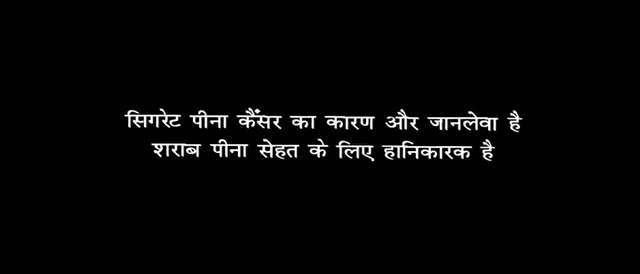 सिगरेट पीना कैंसर का कारण और जानलेवा है
शराब पीना सेहत के लिए हानिकारक है